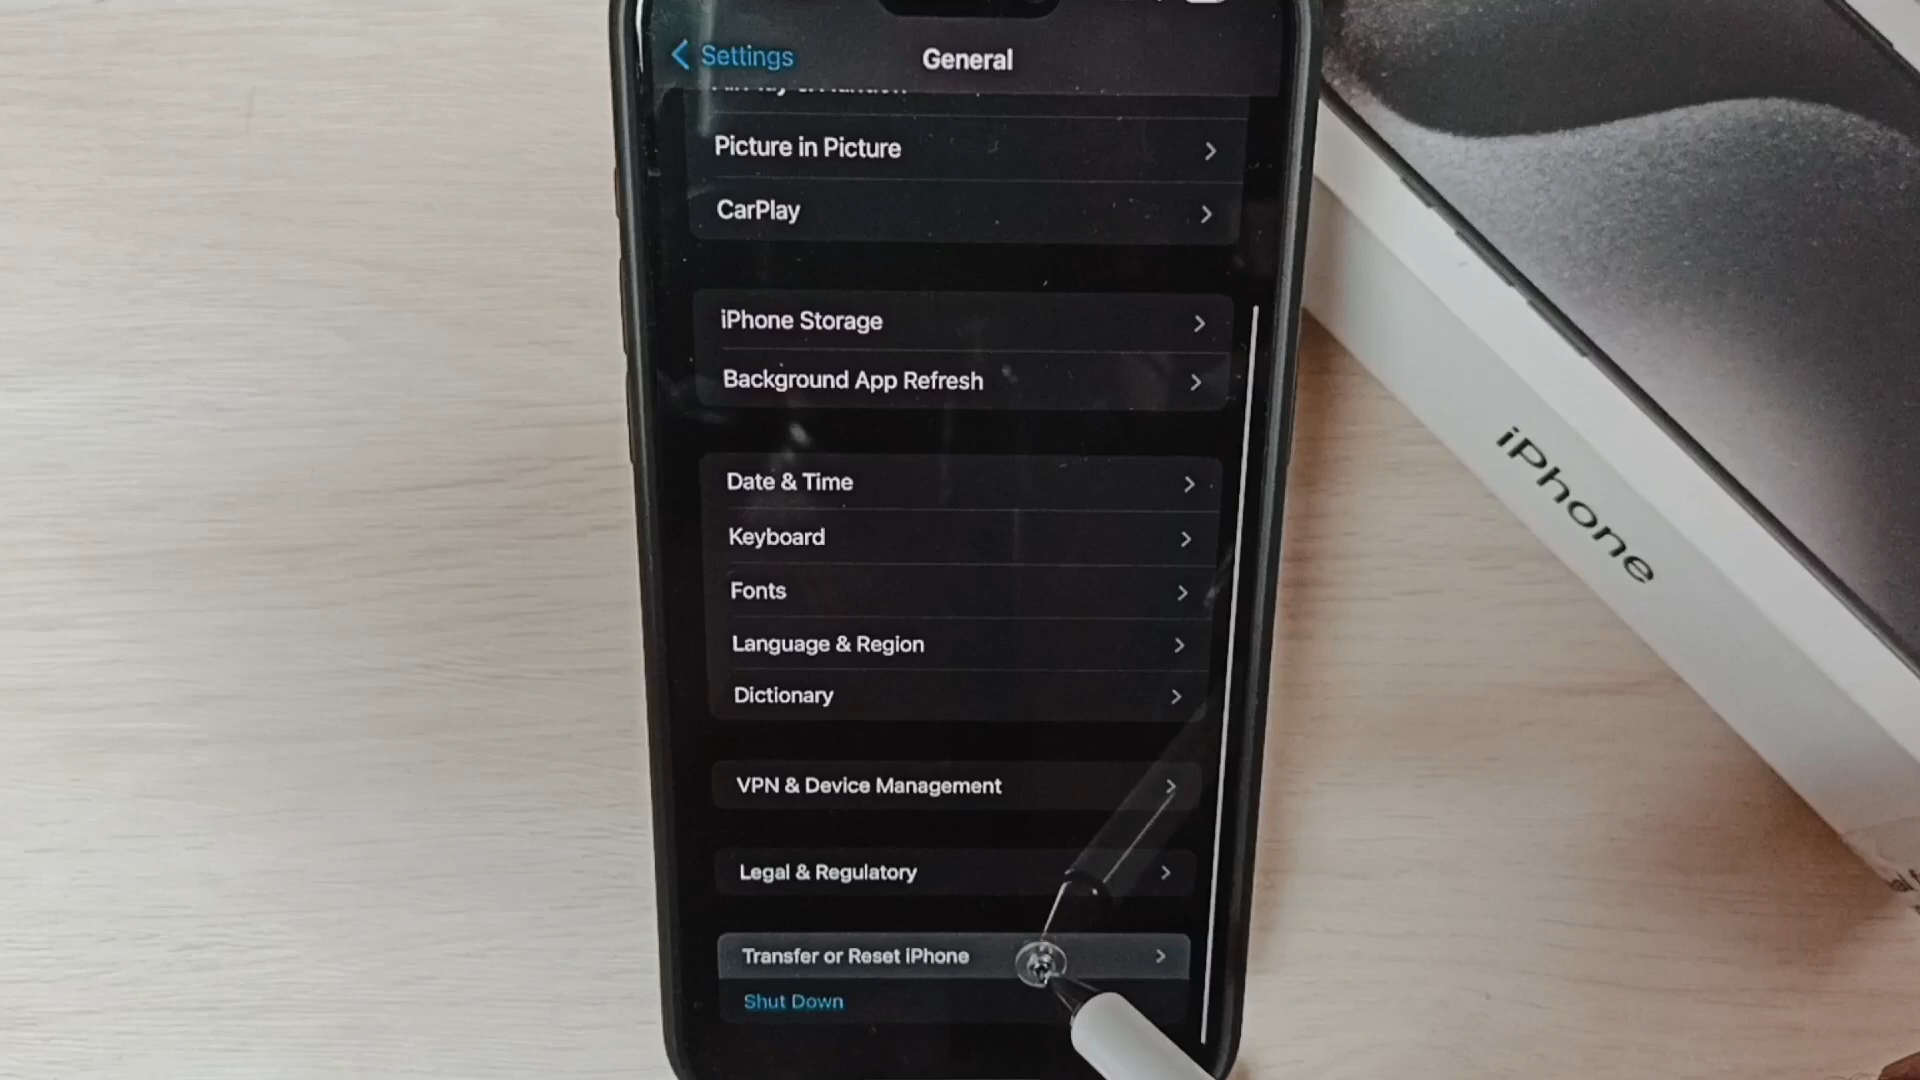 Settings
General
Picture in Picture
CarPlay
iPhone Storage
Background App Refresh
Date & Time
Keyboard
Fonts
Language & Region
Dictionary
VPN & Device Management
Legal & Regulatory
Transfer or Reset iPhone
Shut Down
iPhone